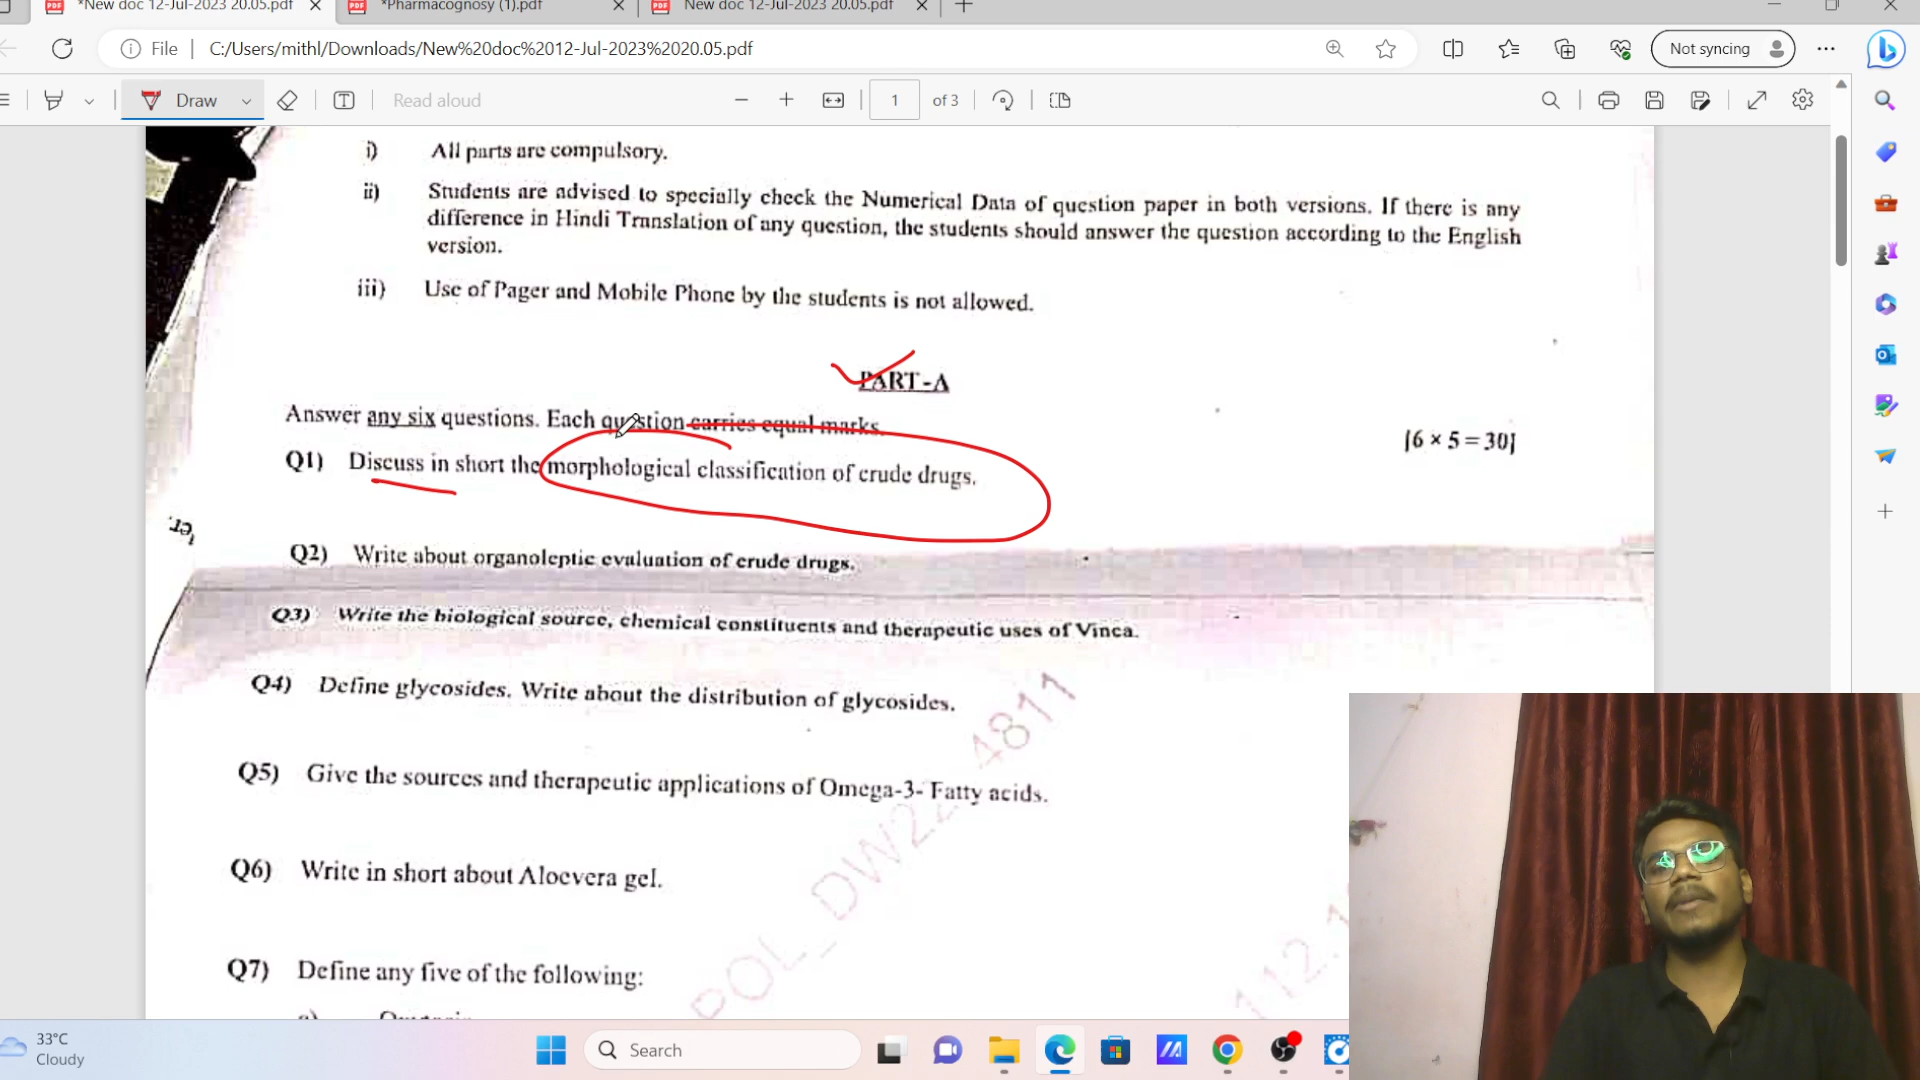 *New doc 12-Jul-2023 20.05.pdf
*Pharmacognosy (1).pdf
New doc 12-Jul-2023 20.05.pdf
File
C:/Users/mithl/Downloads/New%20doc%2012-Jul-2023%2020.05.pdf
Not syncing
Draw
Read aloud
1 of 3
i) All parts are compulsory.
ii) Students are advised to specially check the Numerical Data of question paper in both versions. If there is any
difference in Hindi Translation of any question, the students should answer the question according to the English
version.
iii) Use of Pager and Mobile Phone by the students is not allowed.
PART-A
Answer any six questions. Each question carries equal marks.
[6 × 5 = 30]
Q1) Discuss in short the morphological classification of crude drugs.
Q2) Write about organoleptic evaluation of crude drugs.
Q3) Write the biological source, chemical constituents and therapeutic uses of Vinca.
Q4) Define glycosides. Write about the distribution of glycosides.
Q5) Give the sources and therapeutic applications of Omega-3- Fatty acids.
Q6) Write in short about Aloevera gel.
Q7) Define any five of the following:
33°C
Cloudy
Search